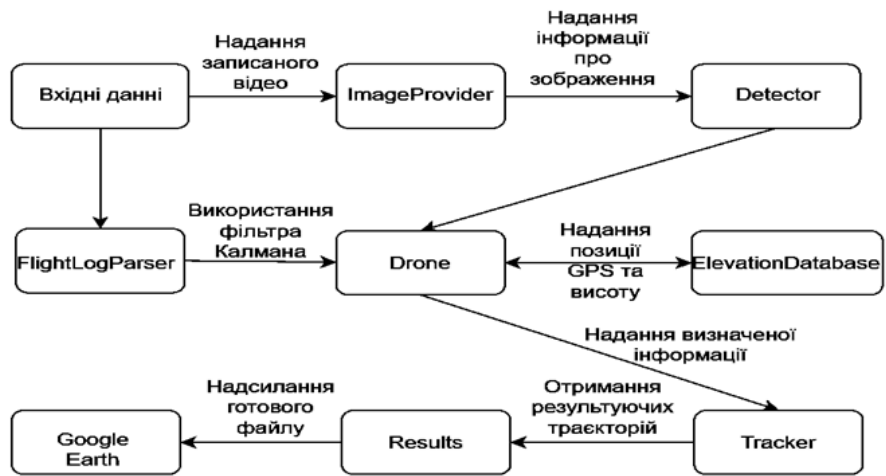 Вхідні данні
Надання
записаного
відео
ImageProvider
Надання
інформації
про
зображення
Detector
FlightLogParser
Використання
фільтра
Калмана
Drone
Надання
позиції
GPS та
висоту
ElevationDatabase
Надання визначеної
інформації
Google
Earth
Надсилання
готового
файлу
Results
Отримання
результуючих
траєкторій
Tracker